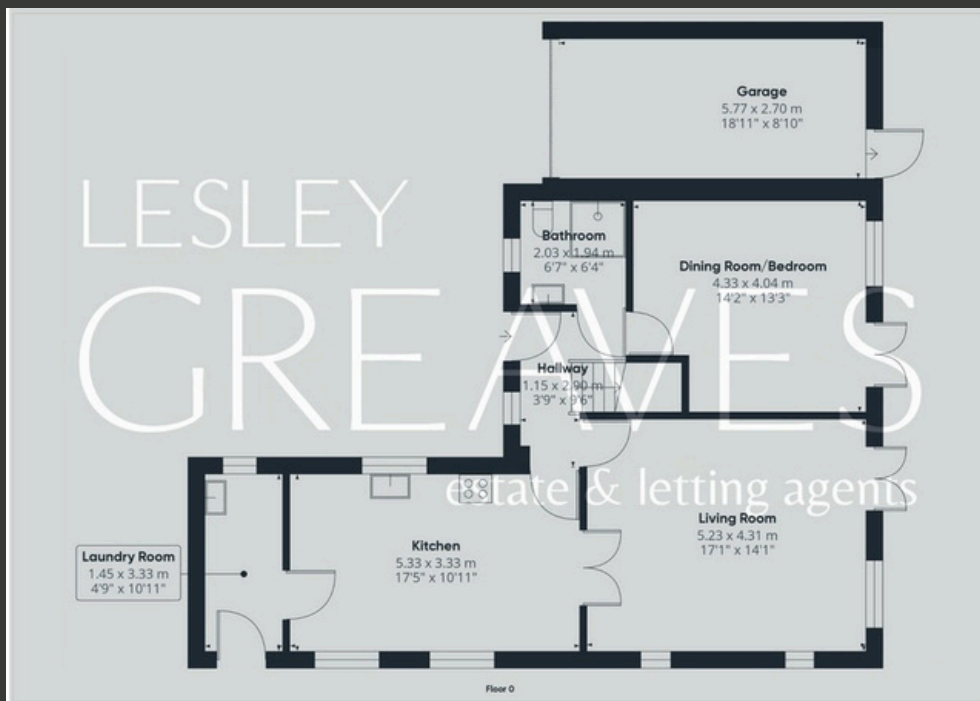 Garage
5.77 x 2.70 m
18'11" x 8'10"
LESLEY
GREAVES
estate & letting agents
Bathroom
2.03 x 1.94 m
6'7" x 6'4"
Dining Room/Bedroom
4.33 x 4.04 m
14'2" x 13'3"
Hallway
1.15 x 2.90 m
3'9" x 9'6"
Living Room
5.23 x 4.31 m
17'1" x 14'1"
Kitchen
5.33 x 3.33 m
17'5" x 10'11"
Laundry Room
1.45 x 3.33 m
4'9" x 10'11"
Floor 0